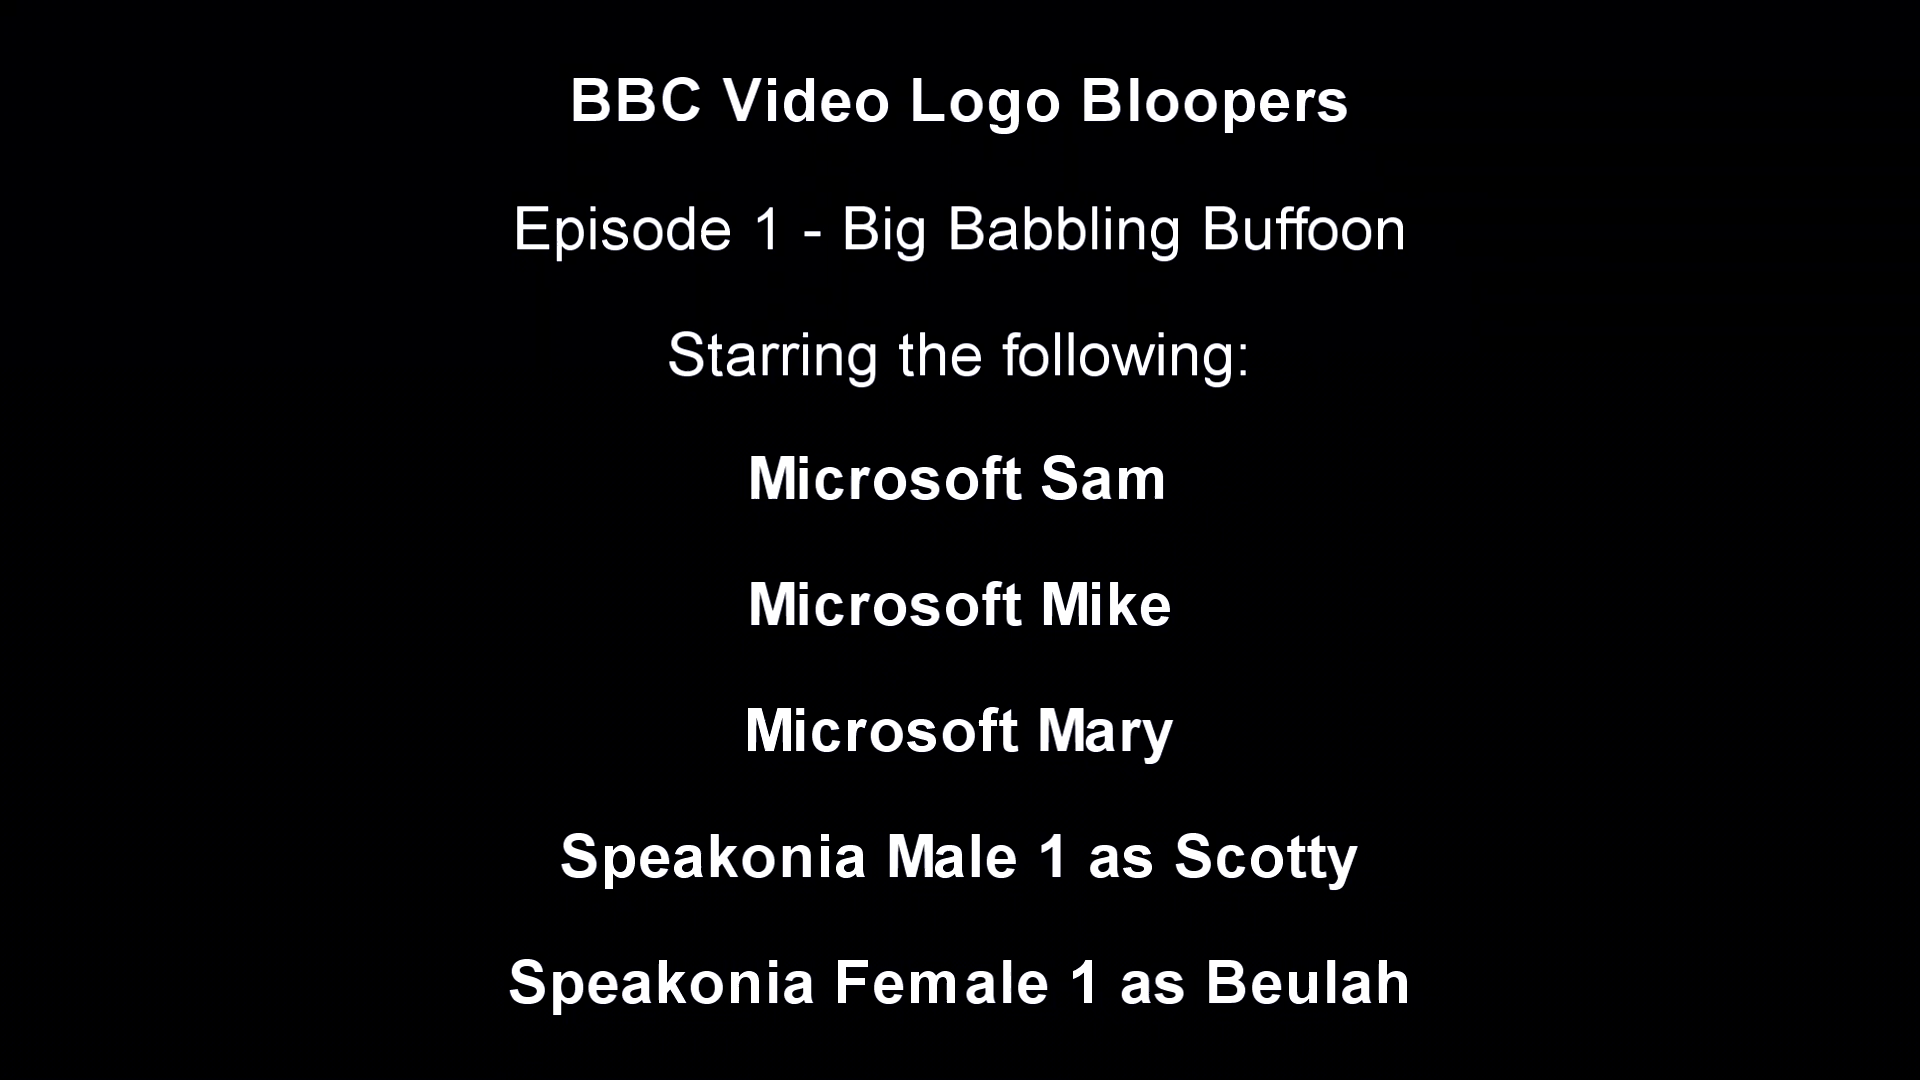 BBC Video Logo Bloopers
Episode 1 - Big Babbling Buffoon
Starring the following:
Microsoft Sam
Microsoft Mike
Microsoft Mary
Speakonia Male 1 as Scotty
Speakonia Female 1 as Beulah